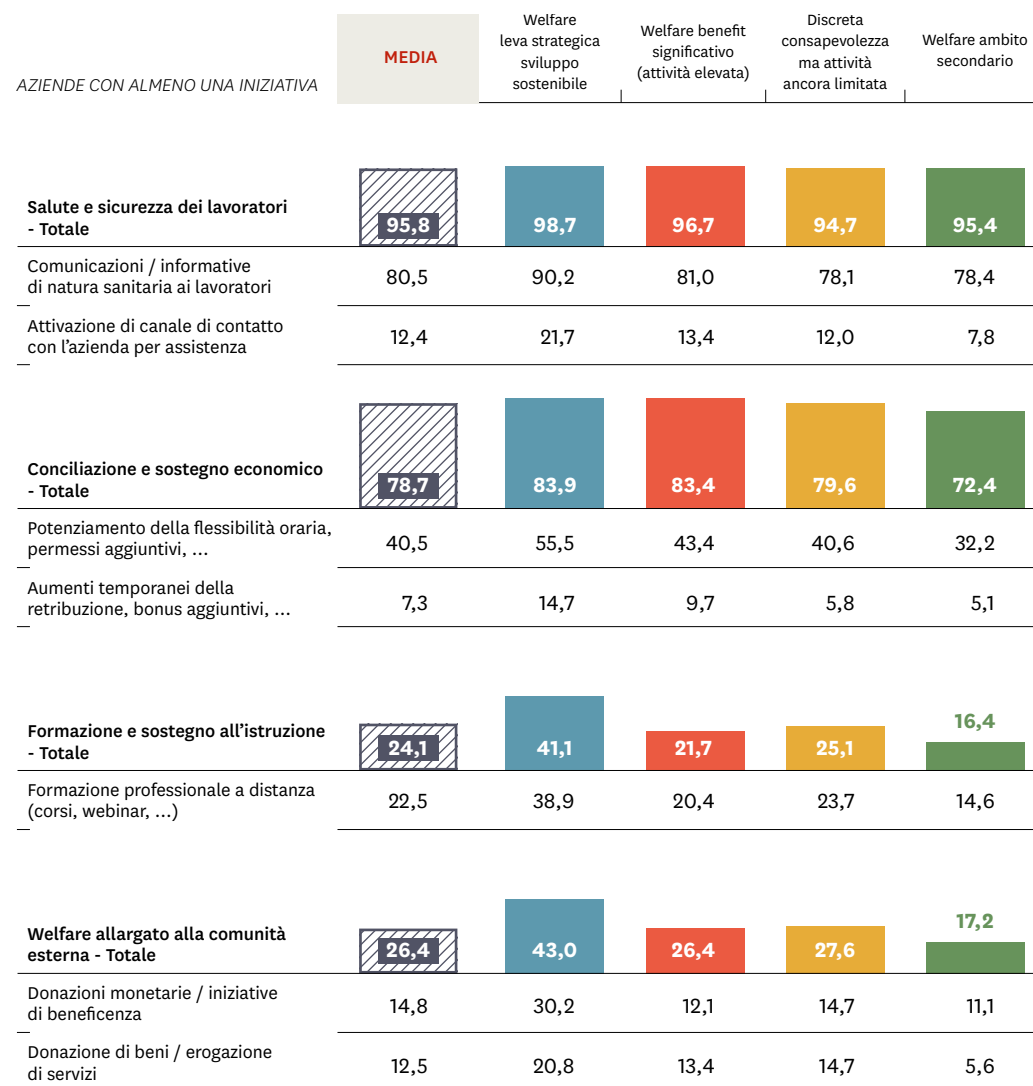 AZIENDE CON ALMENO UNA INIZIATIVA
MEDIA
Welfare
leva strategica
sviluppo
sostenibile
Welfare benefit
significativo
(attività elevata)
Discreta
consapevolezza
ma attività
ancora limitata
Welfare ambito
secondario
Salute e sicurezza dei lavoratori
- Totale
95,8 98,7 96,7 94,7 95,4
Comunicazioni / informative
di natura sanitaria ai lavoratori
80,5 90,2 81,0 78,1 78,4
Attivazione di canale di contatto
con l’azienda per assistenza
12,4 21,7 13,4 12,0 7,8
Conciliazione e sostegno economico
- Totale
78,7 83,9 83,4 79,6 72,4
Potenziamento della flessibilità oraria,
permessi aggiuntivi, ...
40,5 55,5 43,4 40,6 32,2
Aumenti temporanei della
retribuzione, bonus aggiuntivi, ...
7,3 14,7 9,7 5,8 5,1
Formazione e sostegno all’istruzione
- Totale
24,1 41,1 21,7 25,1 16,4
Formazione professionale a distanza
(corsi, webinar, ...)
22,5 38,9 20,4 23,7 14,6
Welfare allargato alla comunità
esterna - Totale
26,4 43,0 26,4 27,6 17,2
Donazioni monetarie / iniziative
di beneficenza
14,8 30,2 12,1 14,7 11,1
Donazione di beni / erogazione
di servizi
12,5 20,8 13,4 14,7 5,6